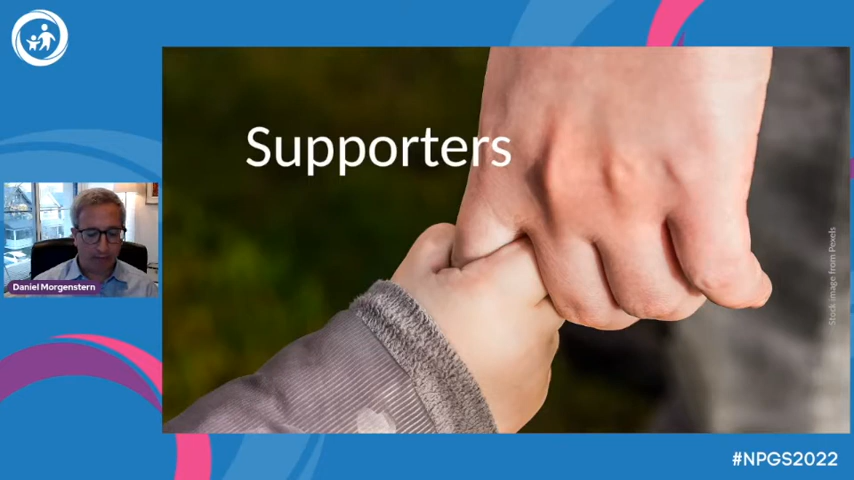 Supporters
Stock image from Pexels
Daniel Morgenstern
#NPGS2022